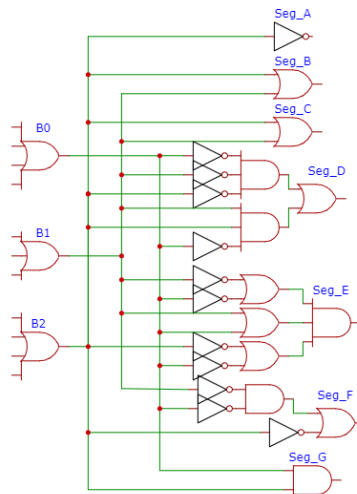 Seg_A
Seg_B
Seg_C
B0
Seg_D
B1
Seg_E
B2
Seg_F
Seg_G